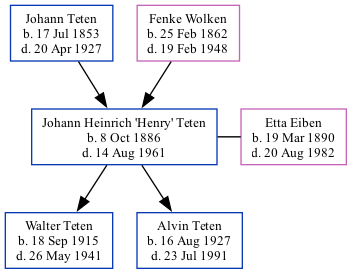 Johann Teten
b. 17 Jul 1853
d. 20 Apr 1927
Fenke Wolken
b. 25 Feb 1862
d. 19 Feb 1948
Johann Heinrich 'Henry' Teten
b. 8 Oct 1886
d. 14 Aug 1961
Etta Eiben
b. 19 Mar 1890
d. 20 Aug 1982
Walter Teten
b. 18 Sep 1915
d. 26 May 1941
Alvin Teten
b. 16 Aug 1927
d. 23 Jul 1991